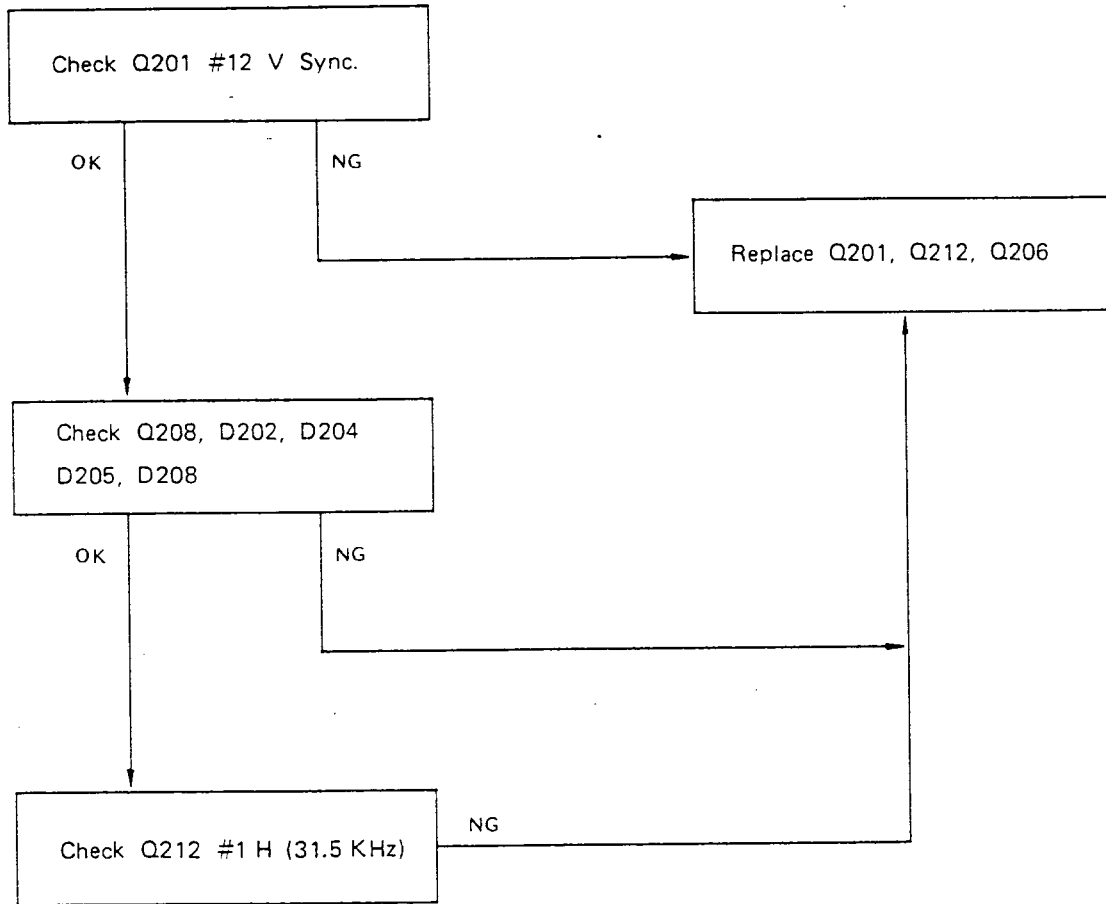 Check Q201 #12 V Sync.
OK
NG
Replace Q201, Q212, Q206
Check Q208, D202, D204
D205, D208
OK
NG
Check Q212 #1 H (31.5 KHz)
NG